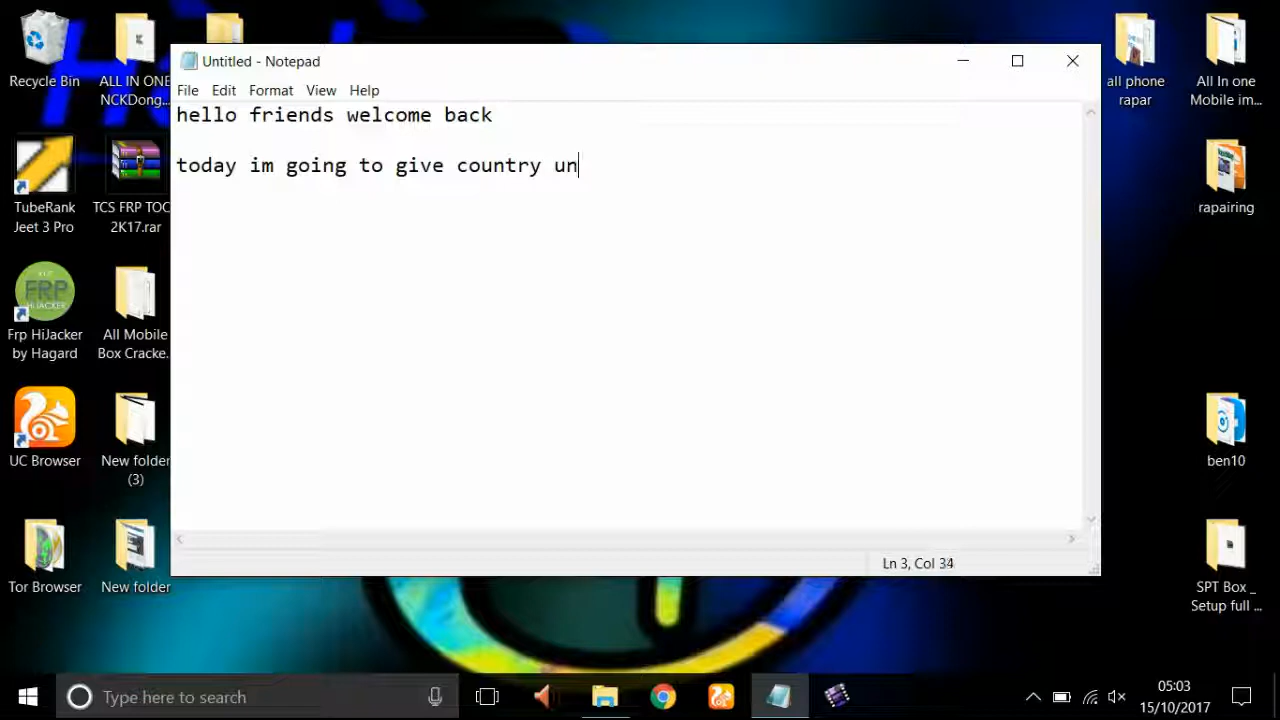 Untitled - Notepad
File Edit Format View Help
hello friends welcome back
today im going to give country un
Ln 3, Col 34
Recycle Bin
ALL IN ONE
NCKDong...
TubeRank
Jeet 3 Pro
TCS FRP TOC
2K17.rar
FRP
HIJACKER
Frp HiJacker
by Hagard
All Mobile
Box Cracke...
UC Browser
New folder
(3)
Tor Browser
New folder
all phone
rapar
All In one
Mobile im...
rapairing
ben10
SPT Box _
Setup full ...
Type here to search
05:03
15/10/2017